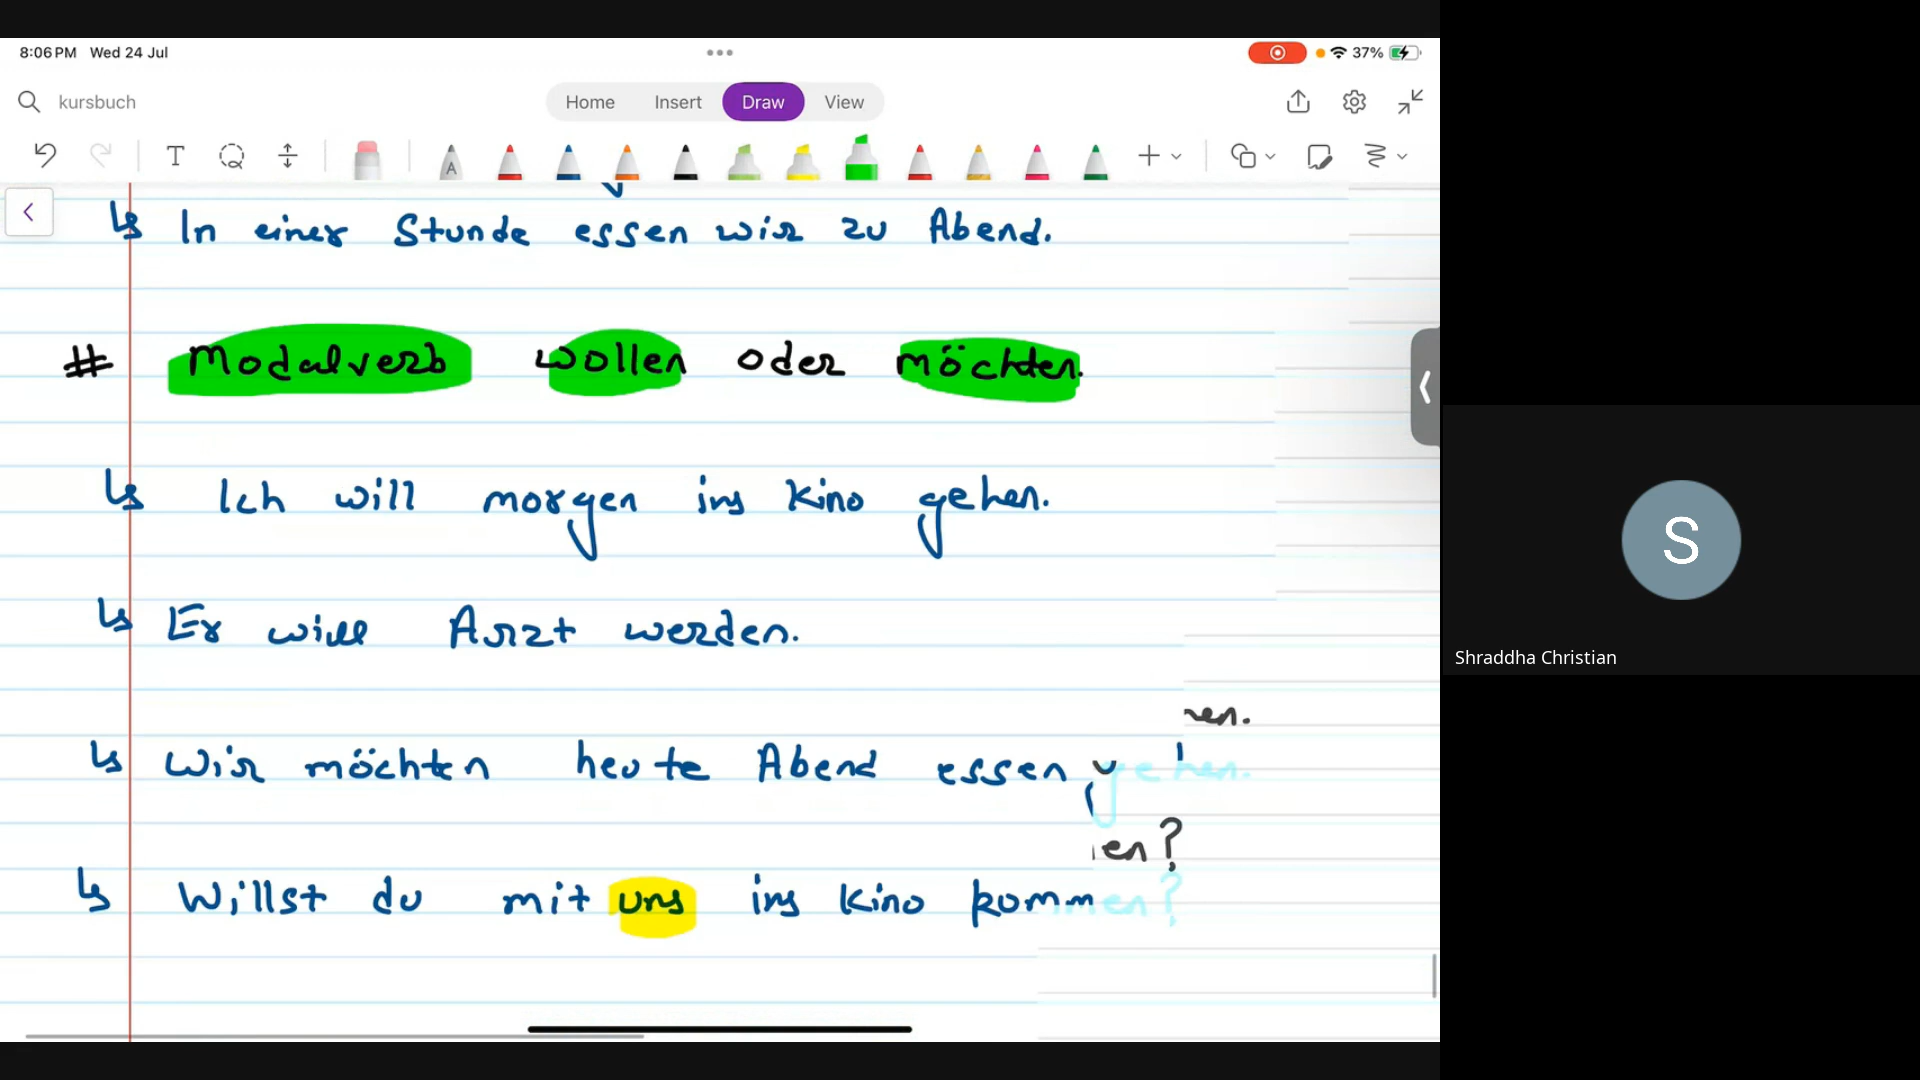 8:06 PM Wed 24 Jul
37%
kursbuch
Home Insert Draw View
T
A
In einer Stunde essen wir zu Abend.
# Modalverb wollen oder möchten.
Ich will morgen ins Kino gehen.
Er will Arzt werden.
Wir möchten heute Abend essen gehen.
Willst du mit uns ins Kino kommen?
S
Shraddha Christian